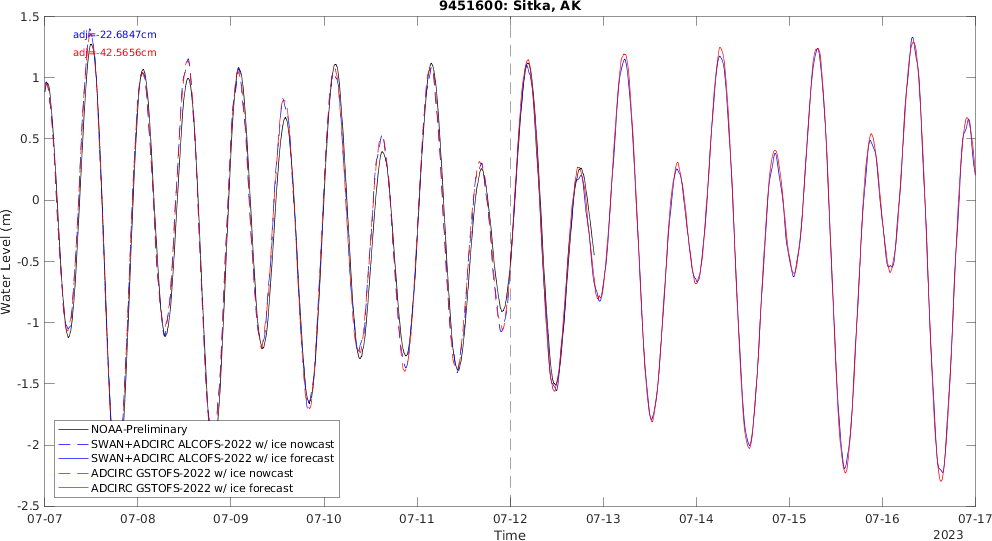 9451600: Sitka, AK
adj=-22.6847cm
adj=-42.5656cm
Water Level (m)
1.5
1
0.5
0
-0.5
-1
-1.5
-2
-2.5
NOAA-Preliminary
SWAN+ADCIRC ALCOFS-2022 w/ ice nowcast
SWAN+ADCIRC ALCOFS-2022 w/ ice forecast
ADCIRC GSTOFS-2022 w/ ice nowcast
ADCIRC GSTOFS-2022 w/ ice forecast
07-07 07-08 07-09 07-10 07-11 07-12 07-13 07-14 07-15 07-16 07-17
Time
2023